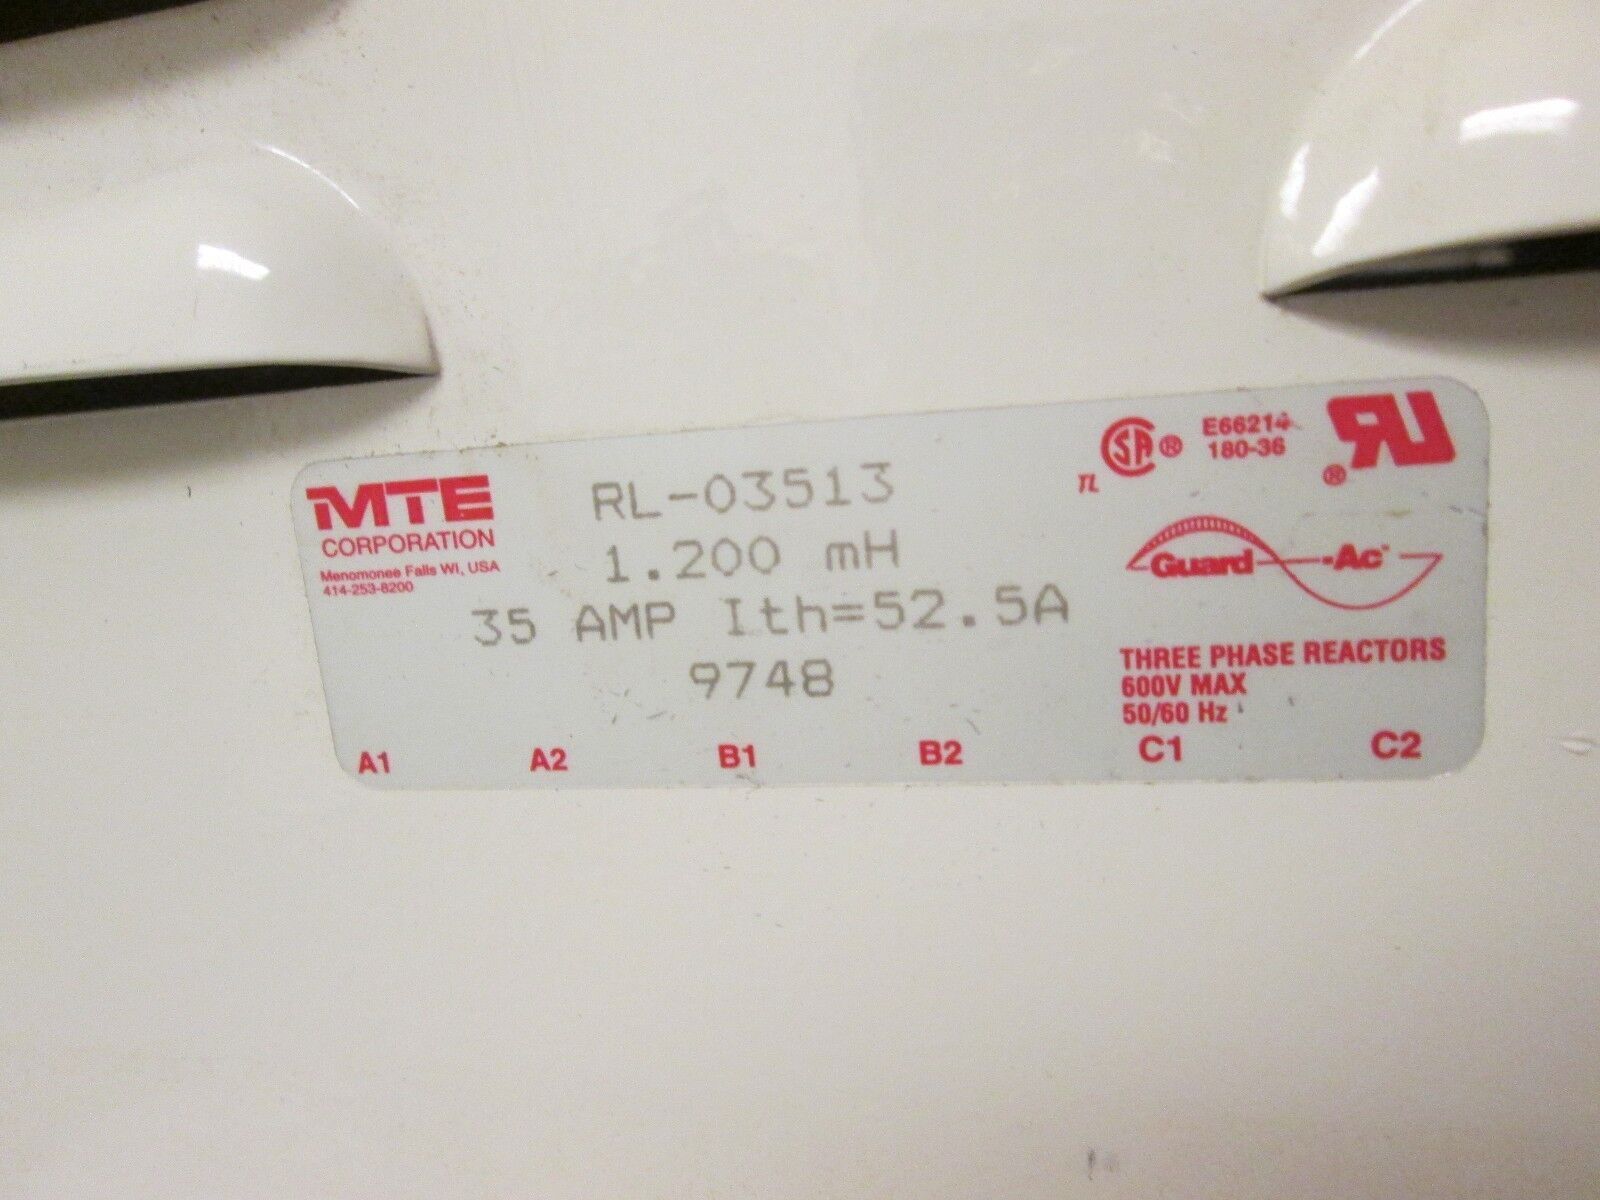 MTE
CORPORATION
Menomonee Falls WI, USA
414-253-8200
RL-03513
1.200 mH
35 AMP Ith=52.5A
9748
SA ®
E66214
180-36
RU ®
Guard-Ac
THREE PHASE REACTORS
600V MAX
50/60 Hz
A1 A2 B1 B2 C1 C2